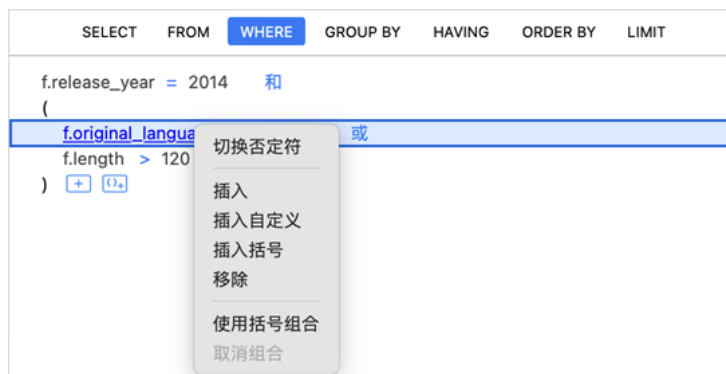 SELECT FROM WHERE GROUP BY HAVING ORDER BY LIMIT
f.release_year = 2014 和
(
f.original_langua 或
f.length > 120
)
切换否定符
插入
插入自定义
插入括号
移除
使用括号组合
取消组合